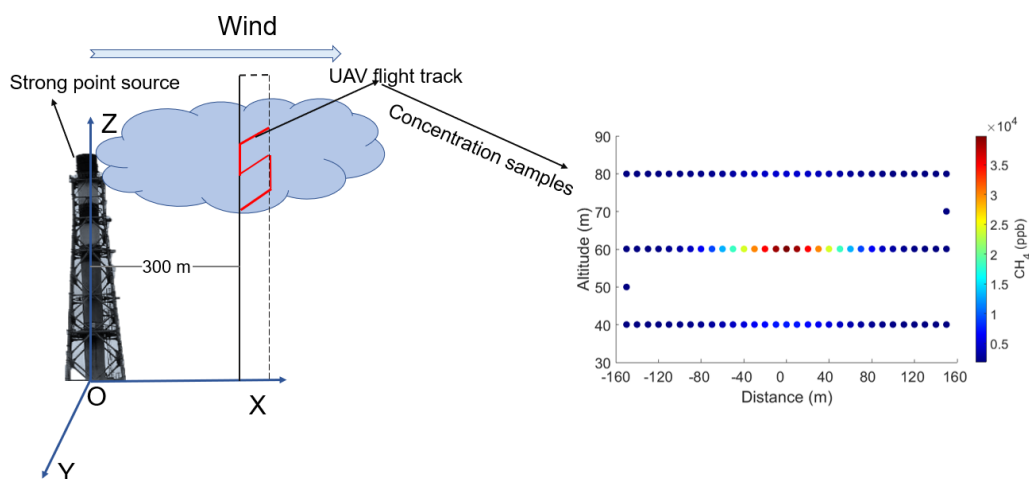 Wind
Strong point source
UAV flight track
Concentration samples
Z
300 m
O
X
Y
×10⁴
90
80
70
60
50
40
30
Altitude (m)
-160 -120 -80 -40 0 40 80 120 160
Distance (m)
3.5
3
2.5
2
1.5
1
0.5
CH₄ (ppb)